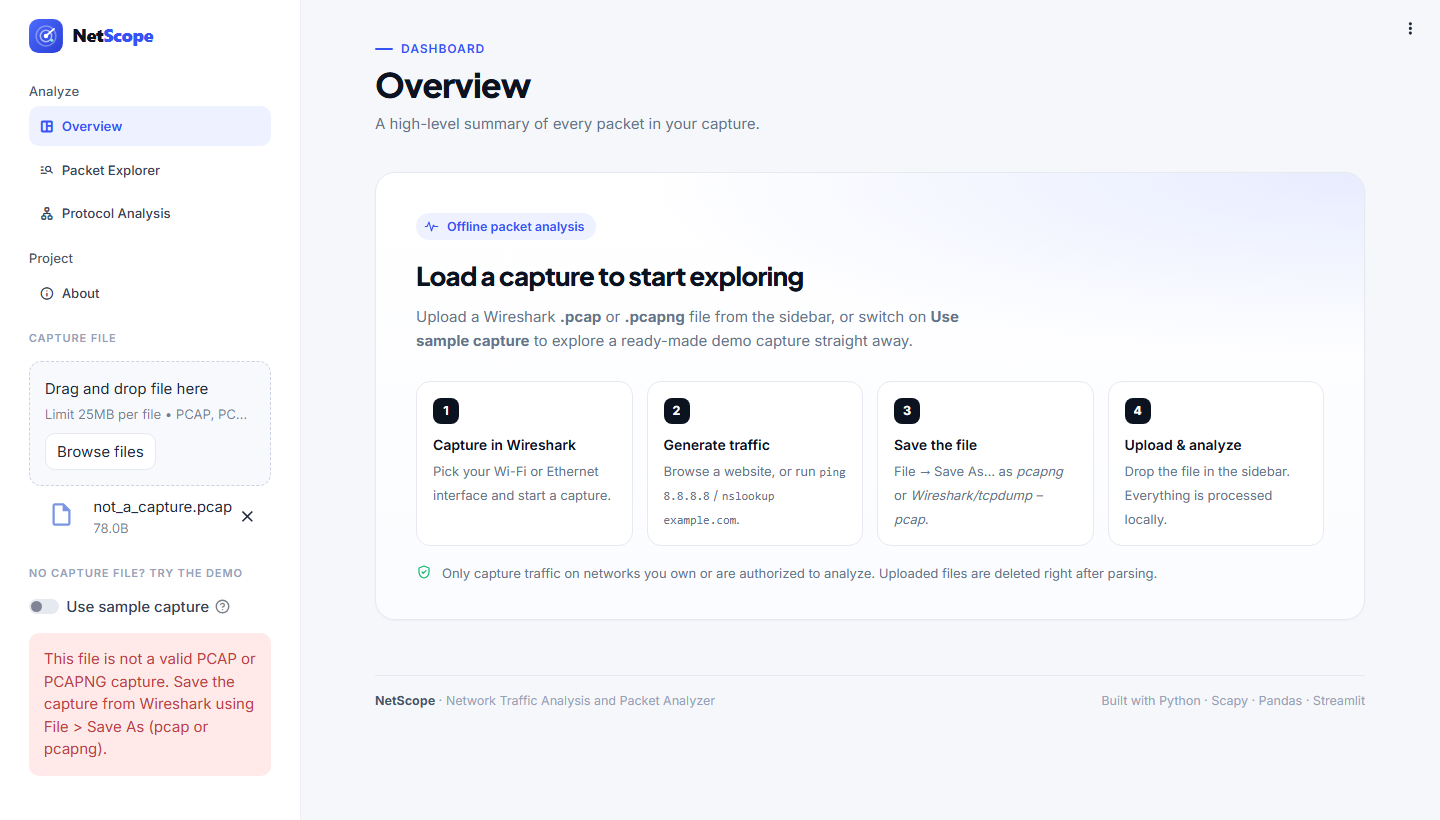 NetScope
Analyze
Overview
Packet Explorer
Protocol Analysis
Project
About
CAPTURE FILE
Drag and drop file here
Limit 25MB per file • PCAP, PC...
Browse files
not_a_capture.pcap
78.0B
NO CAPTURE FILE? TRY THE DEMO
Use sample capture
This file is not a valid PCAP or
PCAPNG capture. Save the
capture from Wireshark using
File > Save As (pcap or
pcapng).
DASHBOARD
Overview
A high-level summary of every packet in your capture.
Offline packet analysis
Load a capture to start exploring
Upload a Wireshark .pcap or .pcapng file from the sidebar, or switch on Use
sample capture to explore a ready-made demo capture straight away.
1
Capture in Wireshark
Pick your Wi-Fi or Ethernet
interface and start a capture.
2
Generate traffic
Browse a website, or run ping
8.8.8.8 / nslookup
example.com.
3
Save the file
File → Save As... as pcapng
or Wireshark/tcpdump –
pcap.
4
Upload & analyze
Drop the file in the sidebar.
Everything is processed
locally.
Only capture traffic on networks you own or are authorized to analyze. Uploaded files are deleted right after parsing.
NetScope · Network Traffic Analysis and Packet Analyzer
Built with Python · Scapy · Pandas · Streamlit